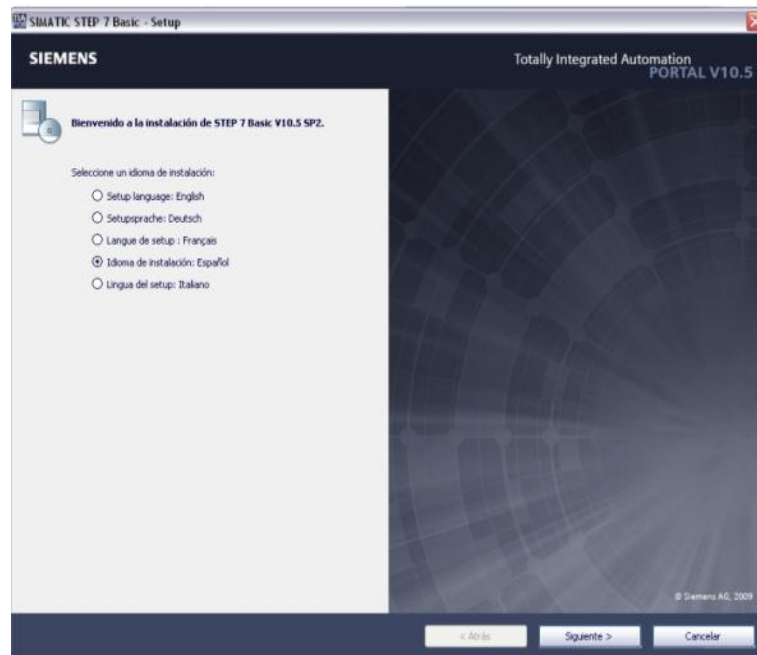 SIMATIC STEP 7 Basic - Setup
SIEMENS
Totally Integrated Automation
PORTAL V10.5
Bienvenido a la instalación de STEP 7 Basic V10.5 SP2.
Seleccione un idioma de instalación:
Setup language: English
Setupsprache: Deutsch
Langue de setup : Français
Idioma de instalación: Español
Lingua del setup: Italiano
© Siemens AG, 2009
< Atrás
Siguiente >
Cancelar